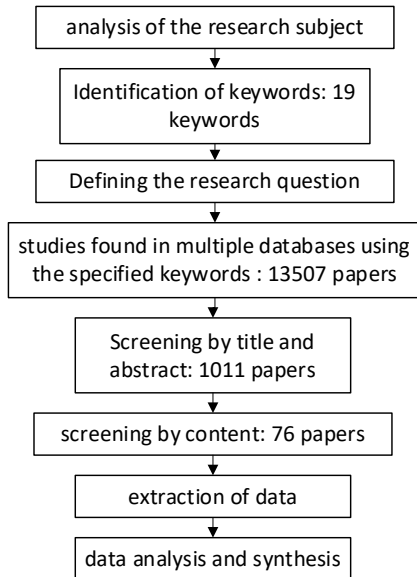 analysis of the research subject
Identification of keywords: 19
keywords
Defining the research question
studies found in multiple databases using
the specified keywords : 13507 papers
Screening by title and
abstract: 1011 papers
screening by content: 76 papers
extraction of data
data analysis and synthesis